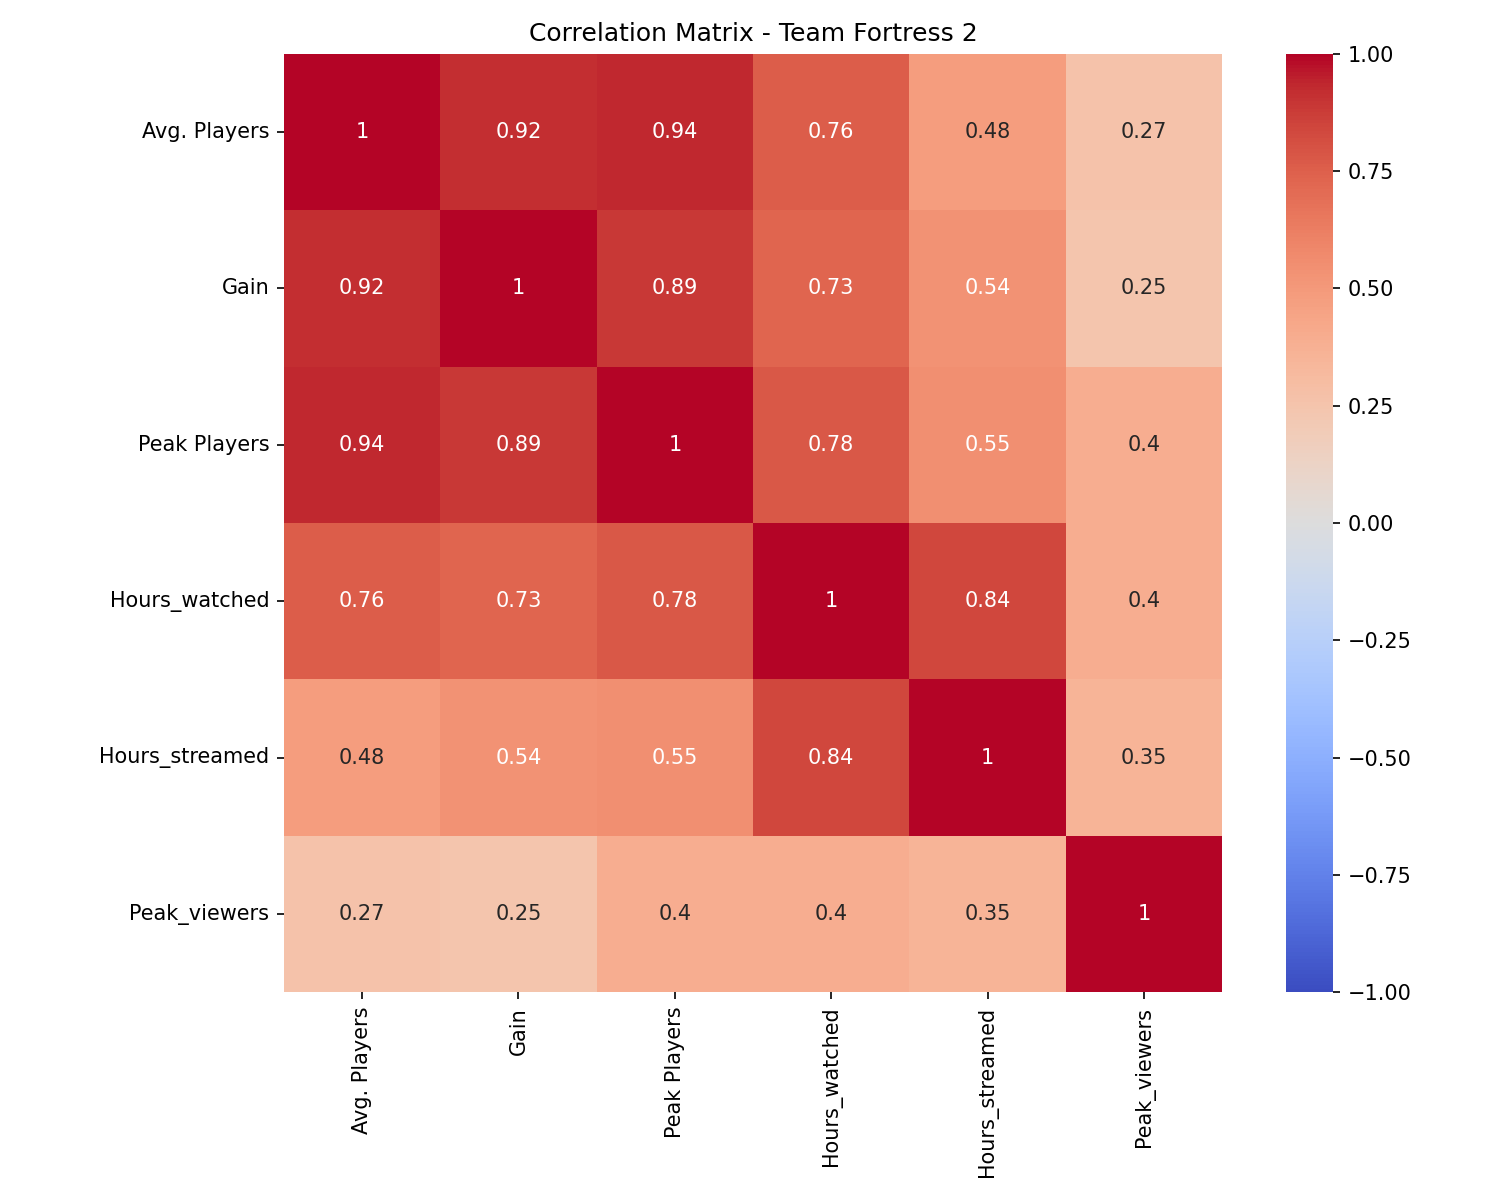 Correlation Matrix - Team Fortress 2
Avg. Players 1 0.92 0.94 0.76 0.48 0.27
Gain 0.92 1 0.89 0.73 0.54 0.25
Peak Players 0.94 0.89 1 0.78 0.55 0.4
Hours_watched 0.76 0.73 0.78 1 0.84 0.4
Hours_streamed 0.48 0.54 0.55 0.84 1 0.35
Peak_viewers 0.27 0.25 0.4 0.4 0.35 1
Avg. Players
Gain
Peak Players
Hours_watched
Hours_streamed
Peak_viewers
1.00
0.75
0.50
0.25
0.00
−0.25
−0.50
−0.75
−1.00